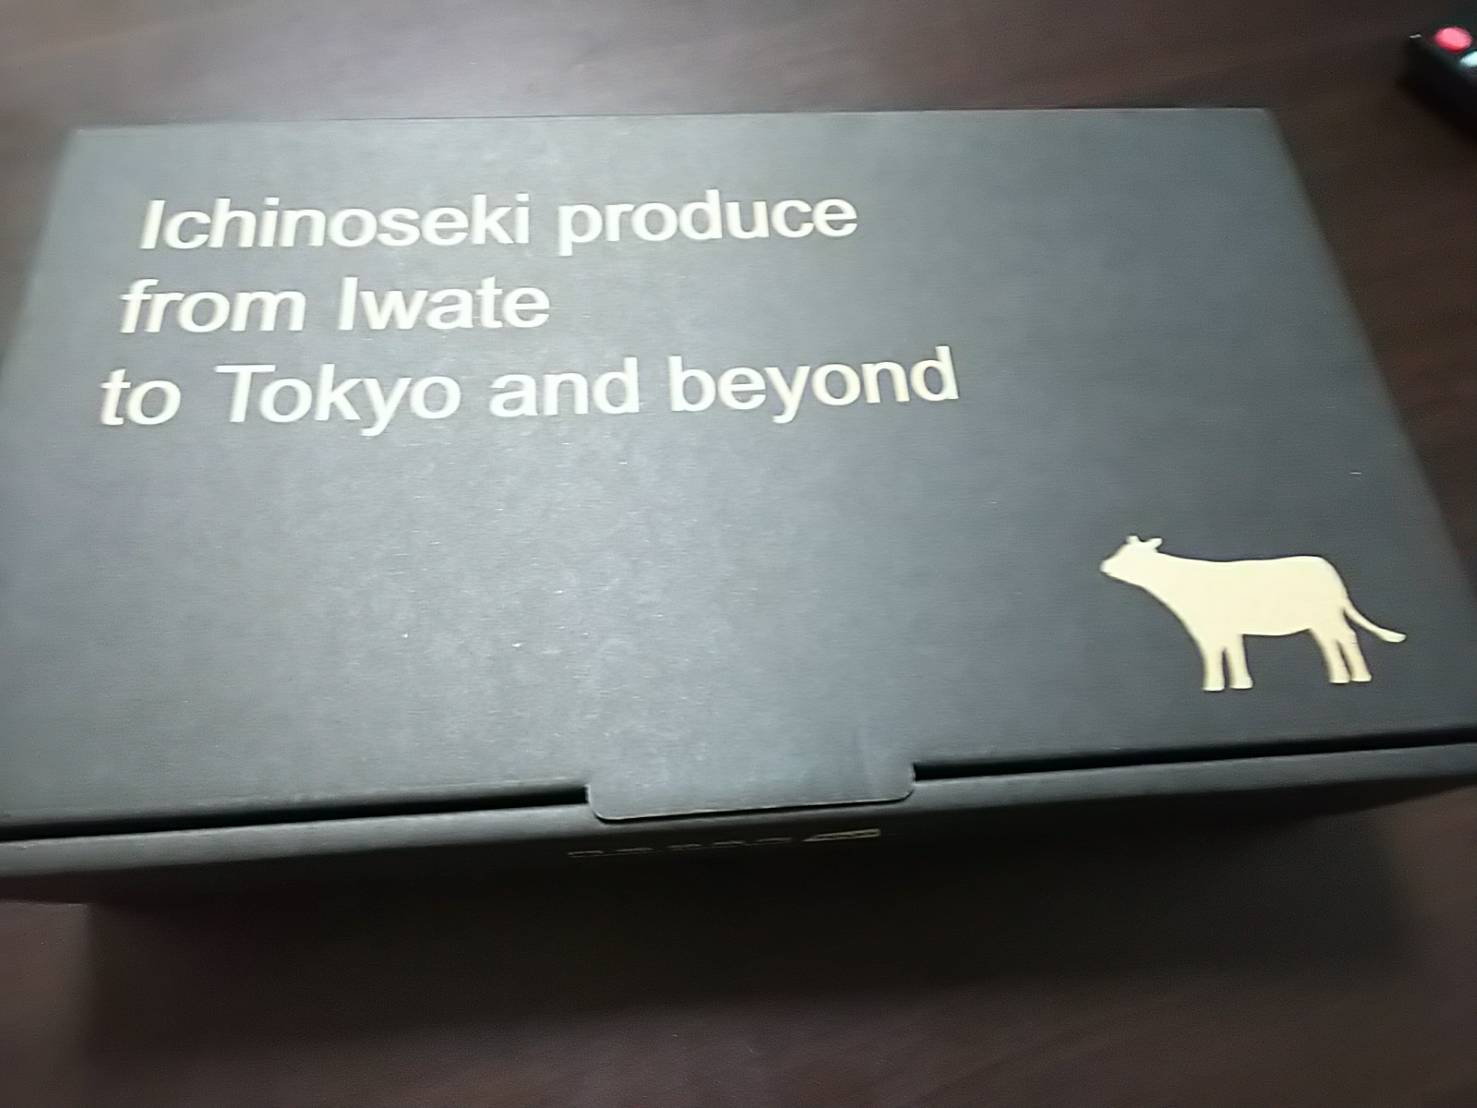 Ichinoseki produce
from Iwate
to Tokyo and beyond